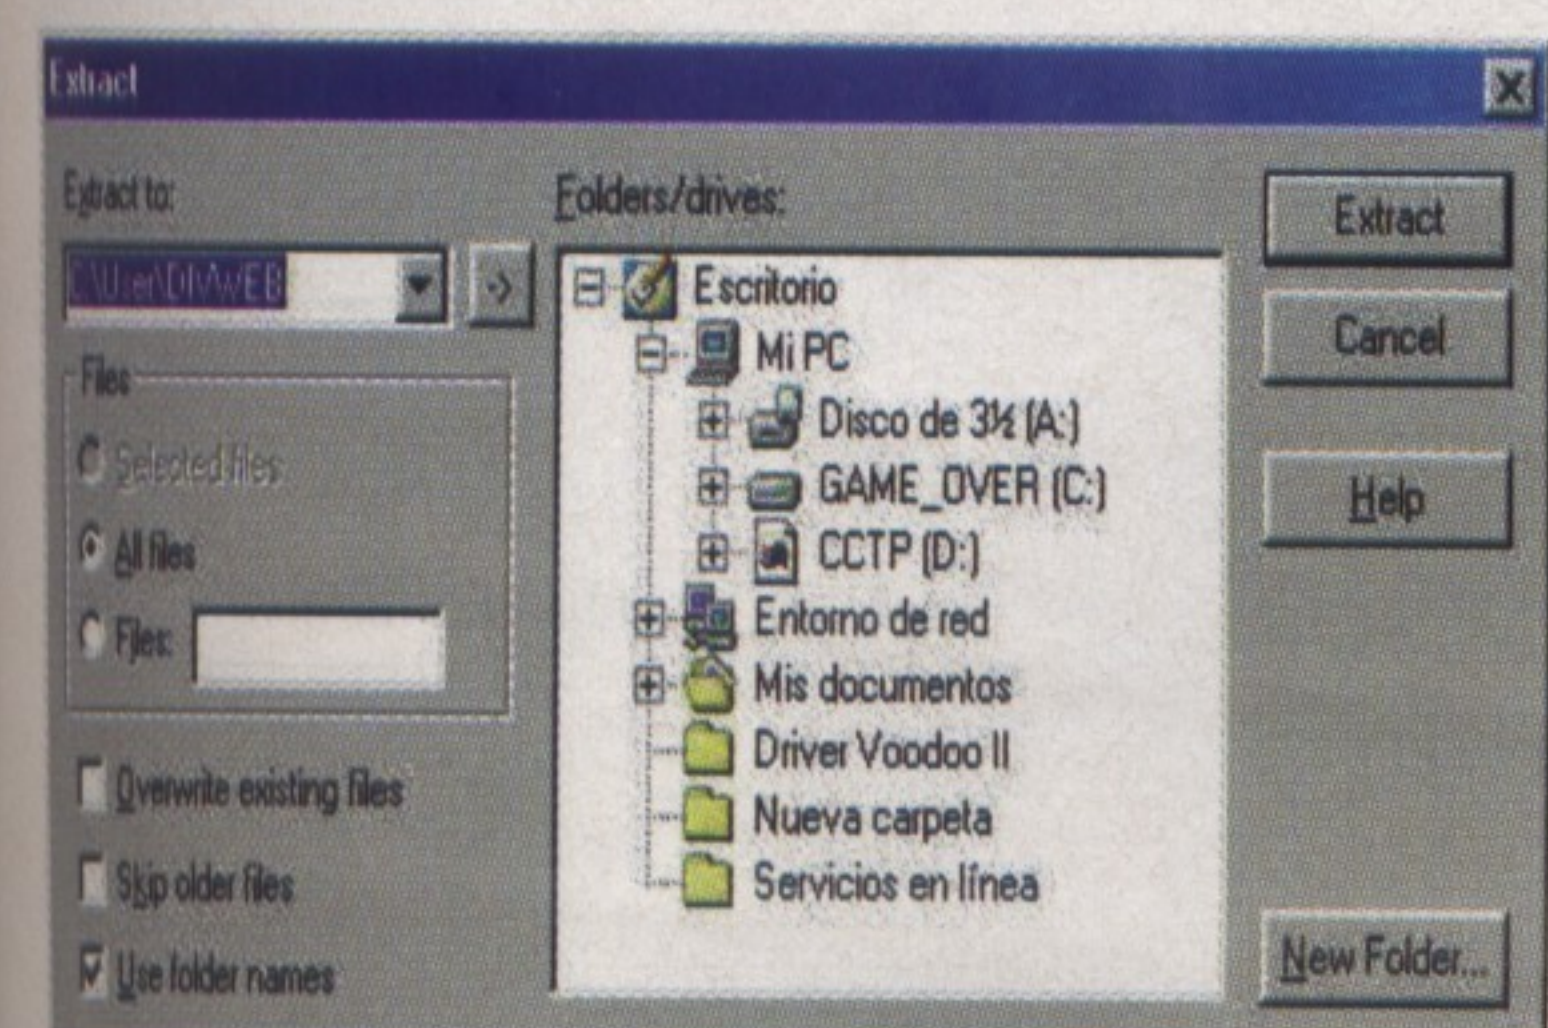 Extract
Extract to:
C:\User\DIVWEB
->
Files
Selected files
All files
Files:
Overwrite existing files
Skip older files
Use folder names
Folders/drives:
Escritorio
Mi PC
Disco de 3½ (A:)
GAME_OVER (C:)
CCTP (D:)
Entorno de red
Mis documentos
Driver Voodoo II
Nueva carpeta
Servicios en línea
Extract
Cancel
Help
New Folder...